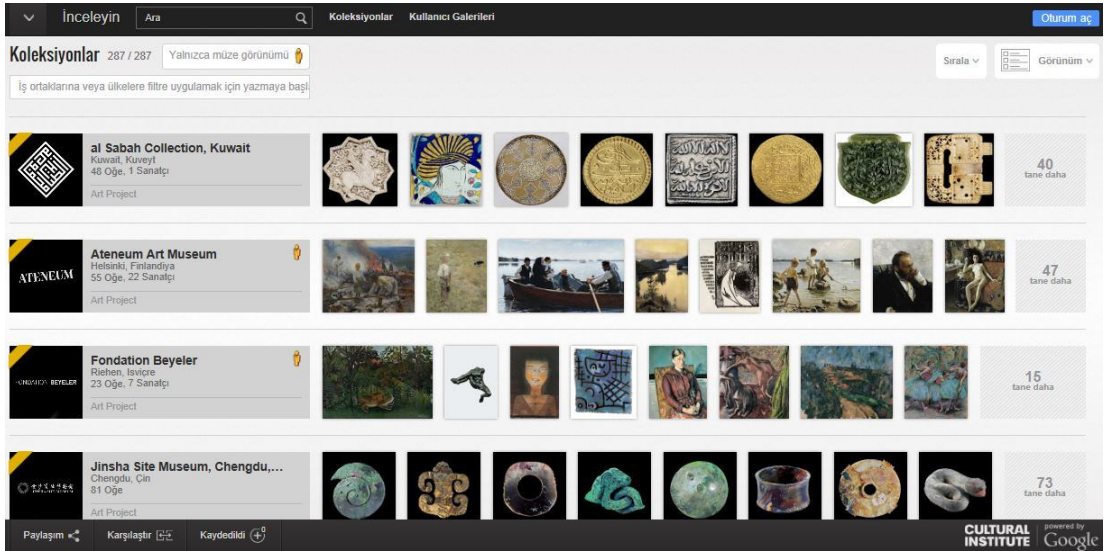 İnceleyin
Ara
Koleksiyonlar
Kullanıcı Galerileri
Oturum aç
Koleksiyonlar 287 / 287
Yalnızca müze görünümü
Sırala
Görünüm
İş ortaklarına veya ülkelere filtre uygulamak için yazmaya başl
al Sabah Collection, Kuwait
Kuwait, Kuveyt
48 Öğe, 1 Sanatçı
Art Project
40
tane daha
ATENEUM
Ateneum Art Museum
Helsinki, Finlandiya
55 Öğe, 22 Sanatçı
Art Project
47
tane daha
BEYELER
Fondation Beyeler
Riehen, İsviçre
23 Öğe, 7 Sanatçı
Art Project
15
tane daha
Jinsha Site Museum, Chengdu,...
Chengdu, Çin
81 Öğe
Art Project
73
tane daha
Paylaşım
Karşılaştır
Kaydedildi
0
CULTURAL
INSTITUTE
powered by
Google